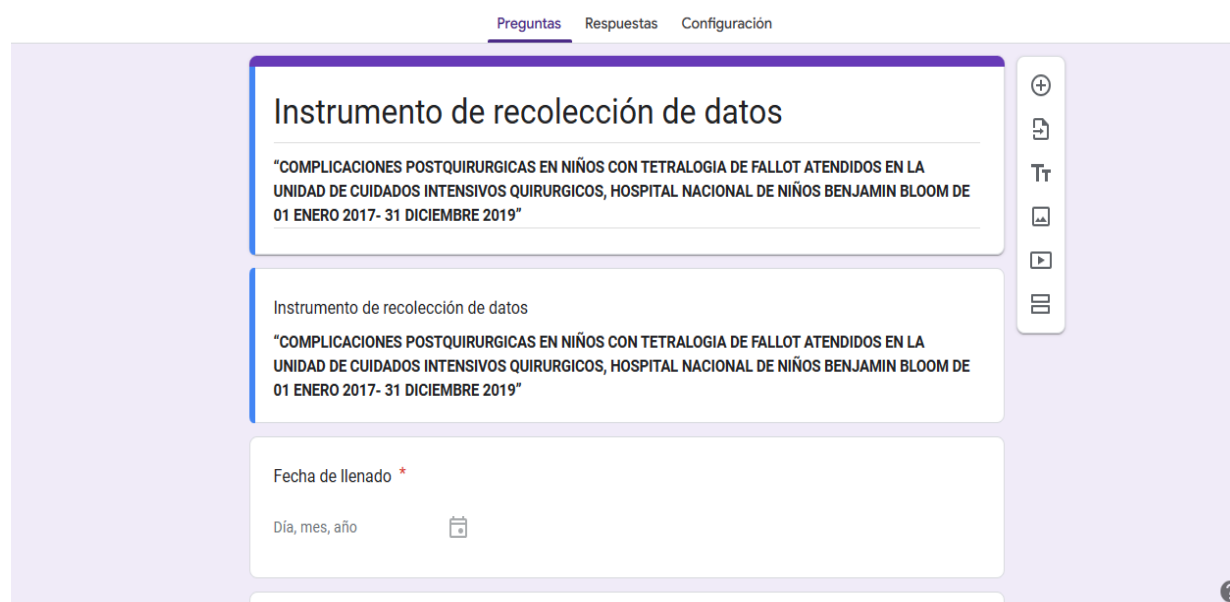 Preguntas Respuestas Configuración
Instrumento de recolección de datos
“COMPLICACIONES POSTQUIRURGICAS EN NIÑOS CON TETRALOGIA DE FALLOT ATENDIDOS EN LA
UNIDAD DE CUIDADOS INTENSIVOS QUIRURGICOS, HOSPITAL NACIONAL DE NIÑOS BENJAMIN BLOOM DE
01 ENERO 2017- 31 DICIEMBRE 2019”
Instrumento de recolección de datos
“COMPLICACIONES POSTQUIRURGICAS EN NIÑOS CON TETRALOGIA DE FALLOT ATENDIDOS EN LA
UNIDAD DE CUIDADOS INTENSIVOS QUIRURGICOS, HOSPITAL NACIONAL DE NIÑOS BENJAMIN BLOOM DE
01 ENERO 2017- 31 DICIEMBRE 2019”
Fecha de llenado *
Día, mes, año